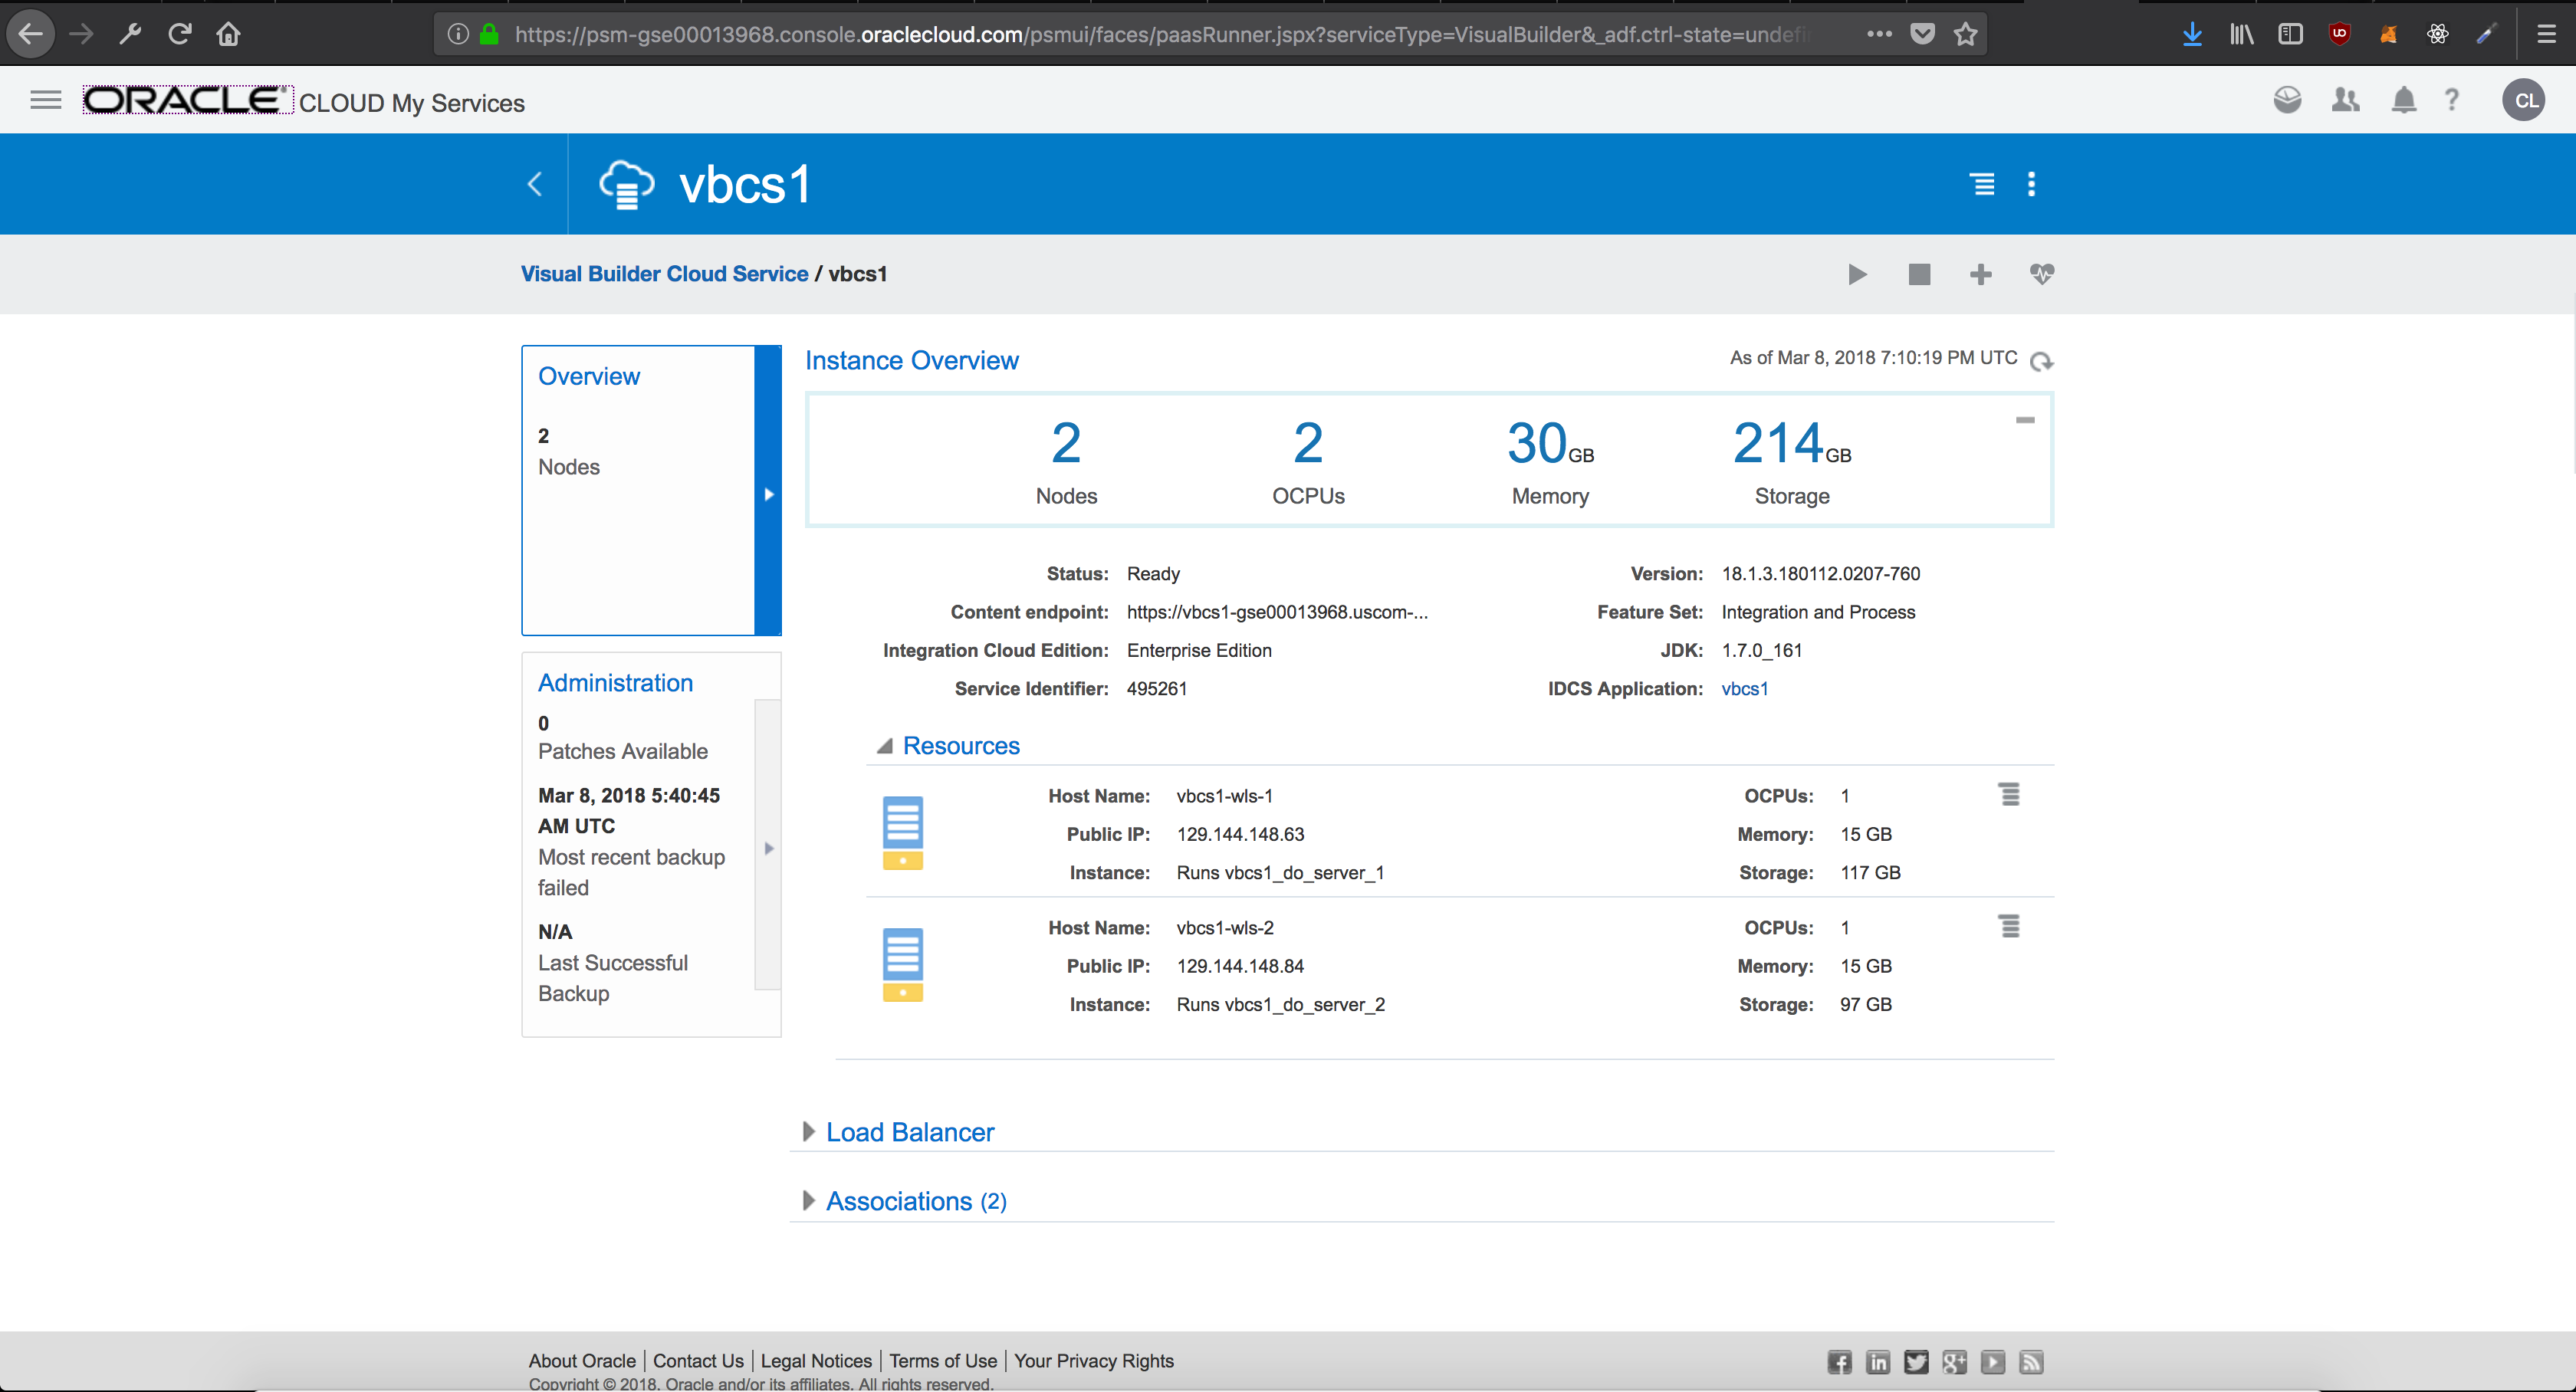 https://psm-gse00013968.console.oraclecloud.com/psmui/faces/paasRunner.jspx?serviceType=VisualBuilder&_adf.ctrl-state=undefi
ORACLE® CLOUD My Services
CL
vbcs1
Visual Builder Cloud Service / vbcs1
Overview
2
Nodes
Administration
0
Patches Available
Mar 8, 2018 5:40:45
AM UTC
Most recent backup
failed
N/A
Last Successful
Backup
Instance Overview
As of Mar 8, 2018 7:10:19 PM UTC
2 2 30 GB 214 GB
Nodes OCPUs Memory Storage
Status: Ready Version: 18.1.3.180112.0207-760
Content endpoint: https://vbcs1-gse00013968.uscom-... Feature Set: Integration and Process
Integration Cloud Edition: Enterprise Edition JDK: 1.7.0_161
Service Identifier: 495261 IDCS Application: vbcs1
Resources
Host Name: vbcs1-wls-1 OCPUs: 1
Public IP: 129.144.148.63 Memory: 15 GB
Instance: Runs vbcs1_do_server_1 Storage: 117 GB
Host Name: vbcs1-wls-2 OCPUs: 1
Public IP: 129.144.148.84 Memory: 15 GB
Instance: Runs vbcs1_do_server_2 Storage: 97 GB
Load Balancer
Associations (2)
About Oracle | Contact Us | Legal Notices | Terms of Use | Your Privacy Rights
Copyright © 2018, Oracle and/or its affiliates. All rights reserved.